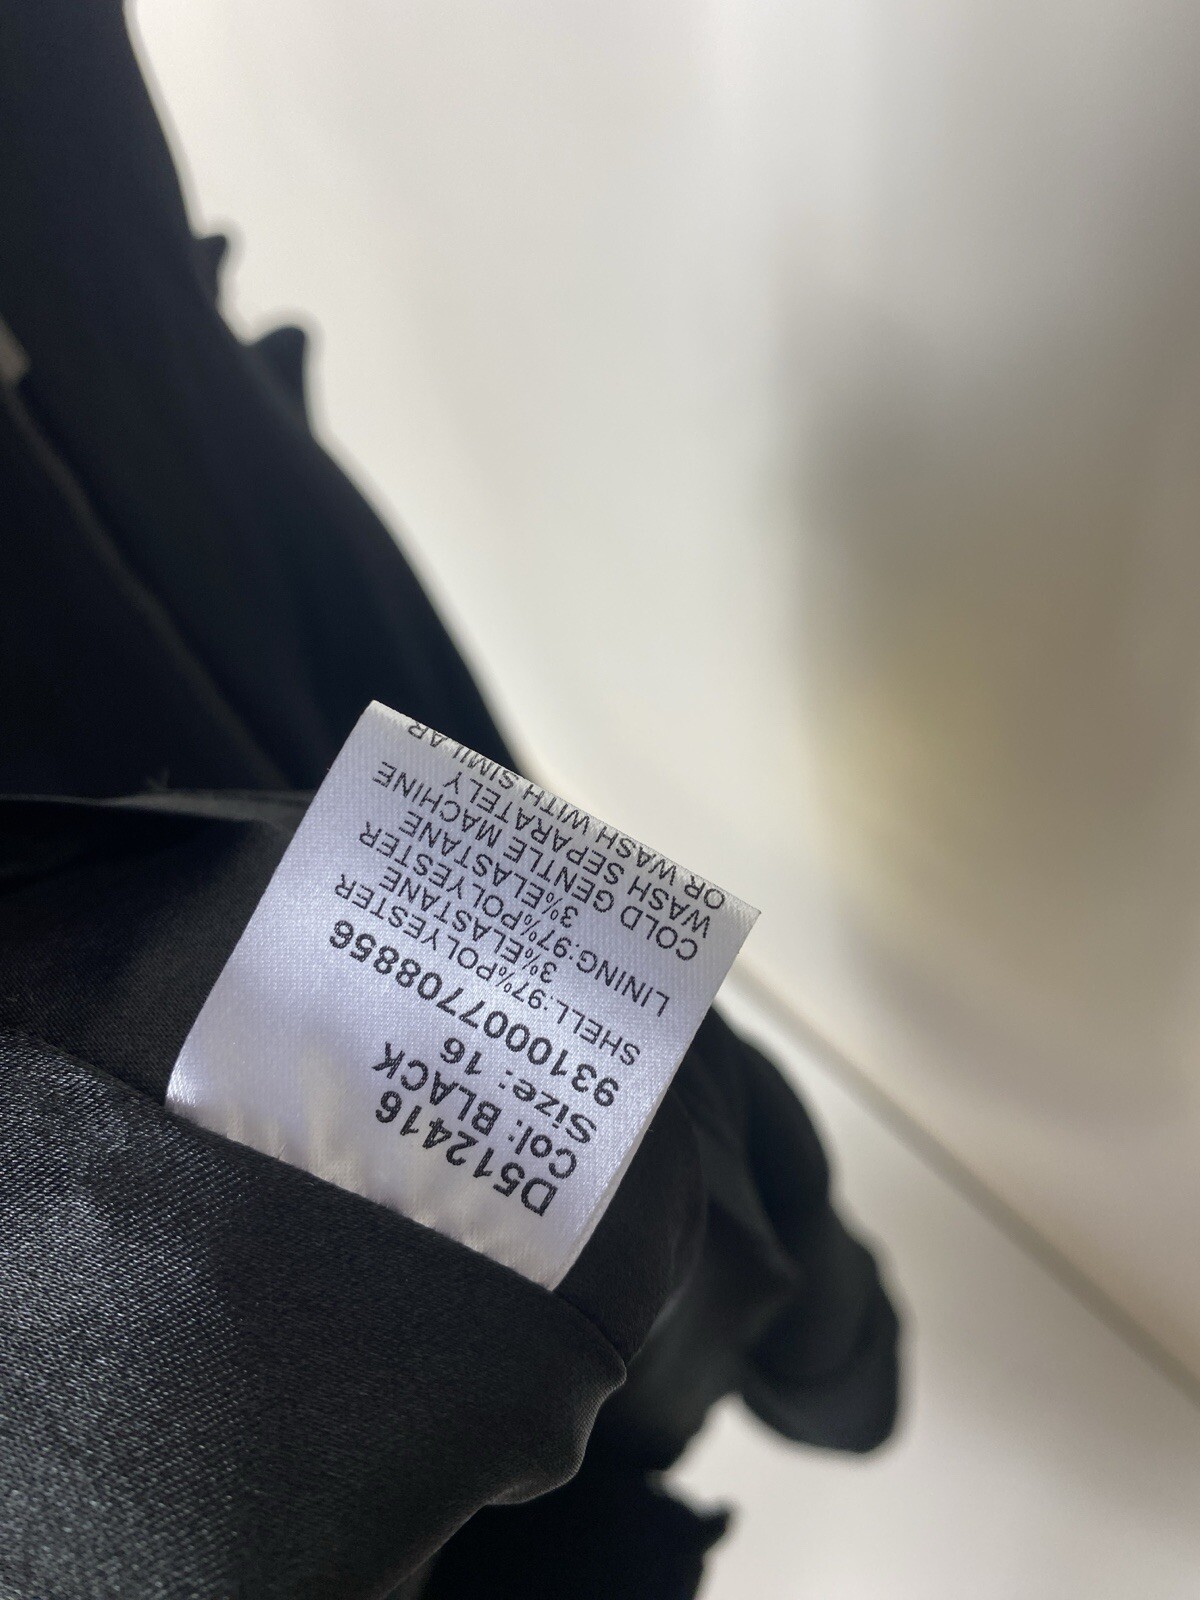 D512416
Col: BLACK
Size: 16
9310007708856
SHELL:97%POLYESTER
3%ELASTANE
LINING:97%POLYESTER
3%ELASTANE
COLD GENTLE MACHINE
WASH SEPARATELY
OR WASH WITH SIMILAR